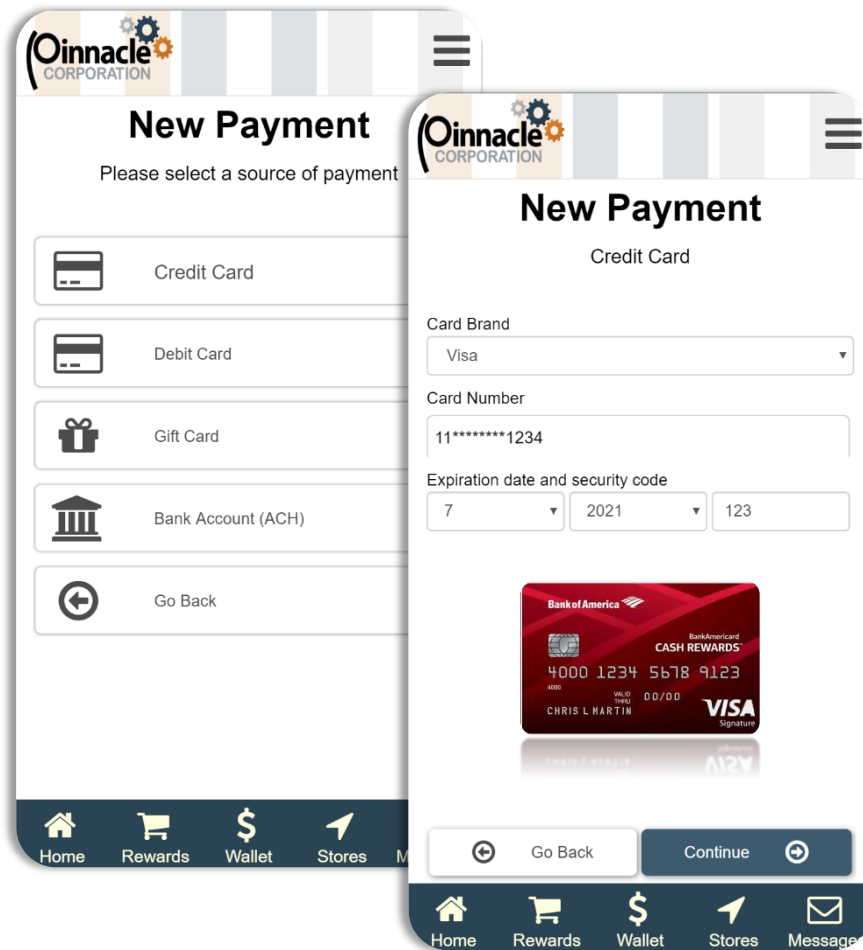 Oinnacle
CORPORATION
New Payment
Please select a source of payment
Credit Card
Debit Card
Gift Card
Bank Account (ACH)
Go Back
Home Rewards Wallet Stores M
Oinnacle
CORPORATION
New Payment
Credit Card
Card Brand
Visa
Card Number
11********1234
Expiration date and security code
7 2021 123
Bank of America
BankAmericard
CASH REWARDS
4000 1234 5678 9123
4000
VALID THRU 00/00
CHRIS L MARTIN
VISA
Signature
Go Back Continue
Home Rewards Wallet Stores Message